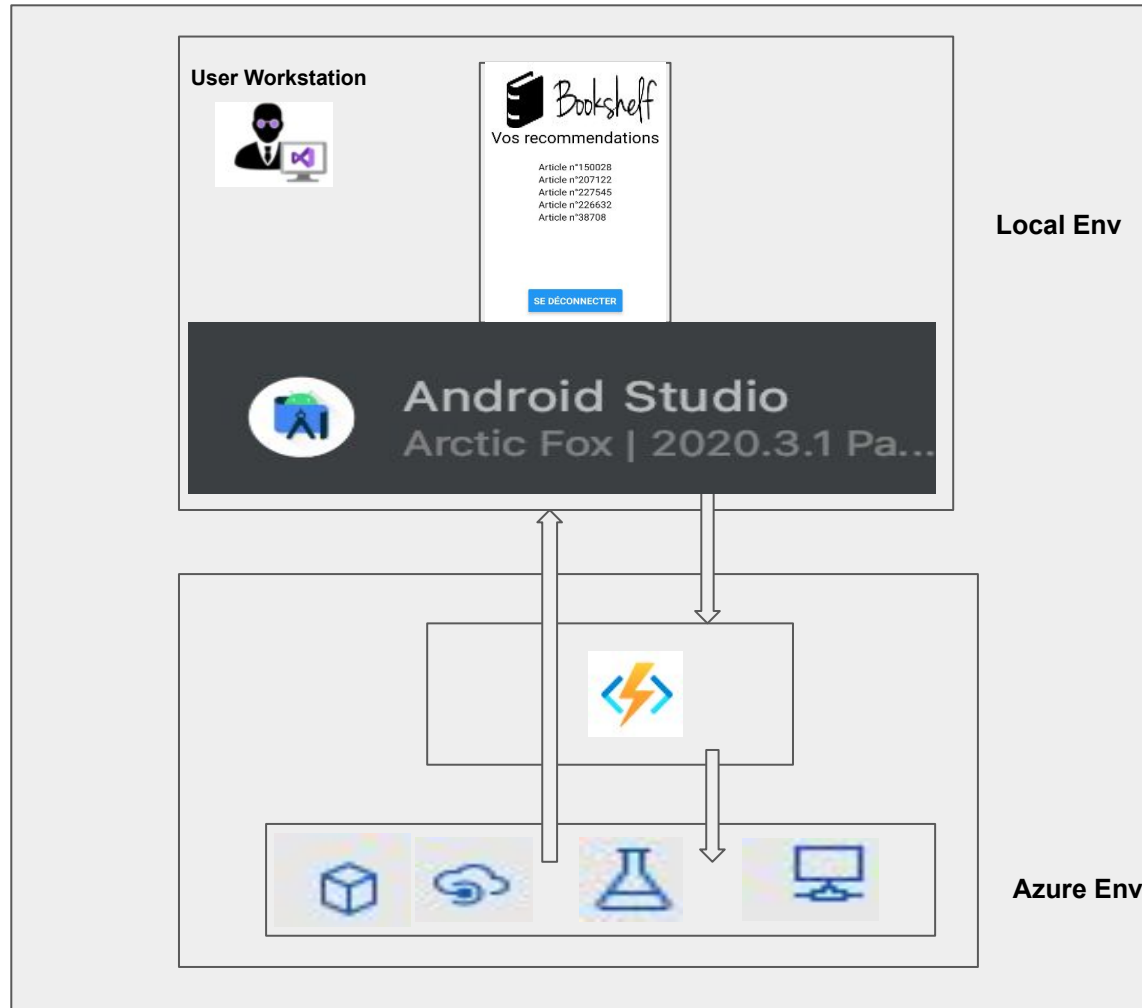 User Workstation
Bookshelf
Vos recommendations
Article n°150028
Article n°207122
Article n°227545
Article n°226632
Article n°38708
SE DÉCONNECTER
Local Env
Android Studio
Arctic Fox | 2020.3.1 Pa...
Azure Env